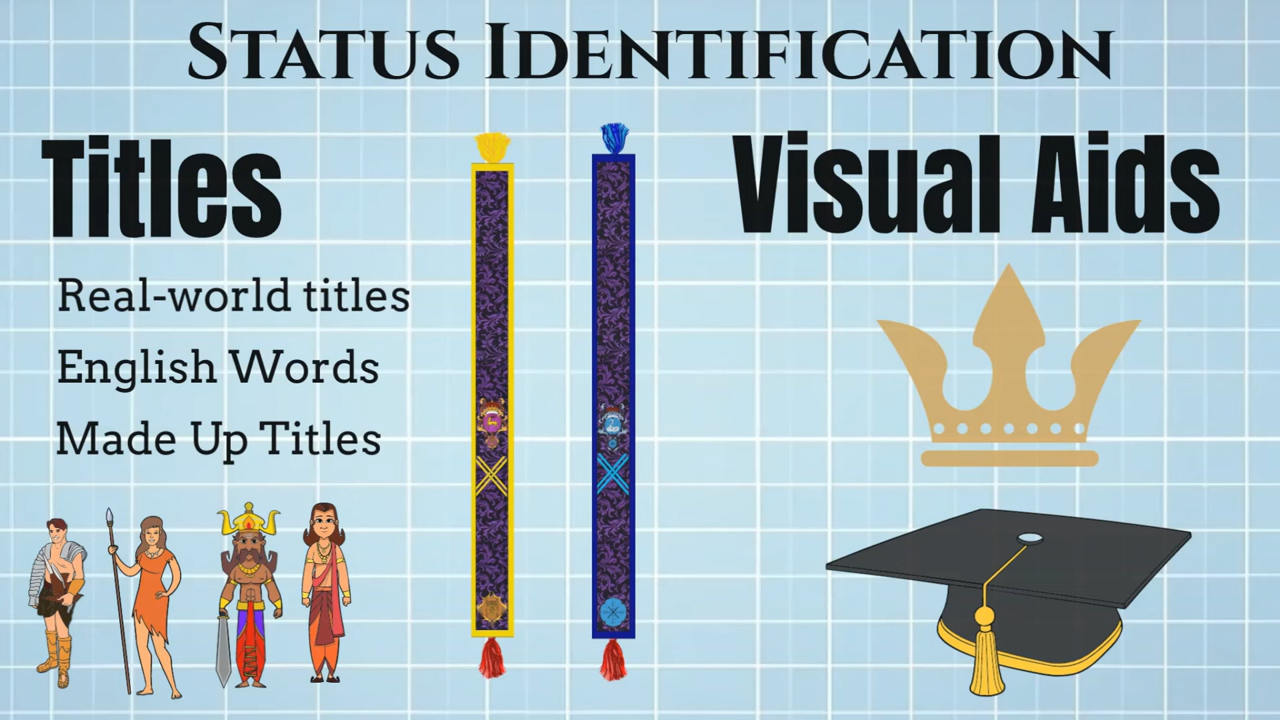 Status Identification
Titles
Real-world titles
English Words
Made Up Titles
Visual Aids